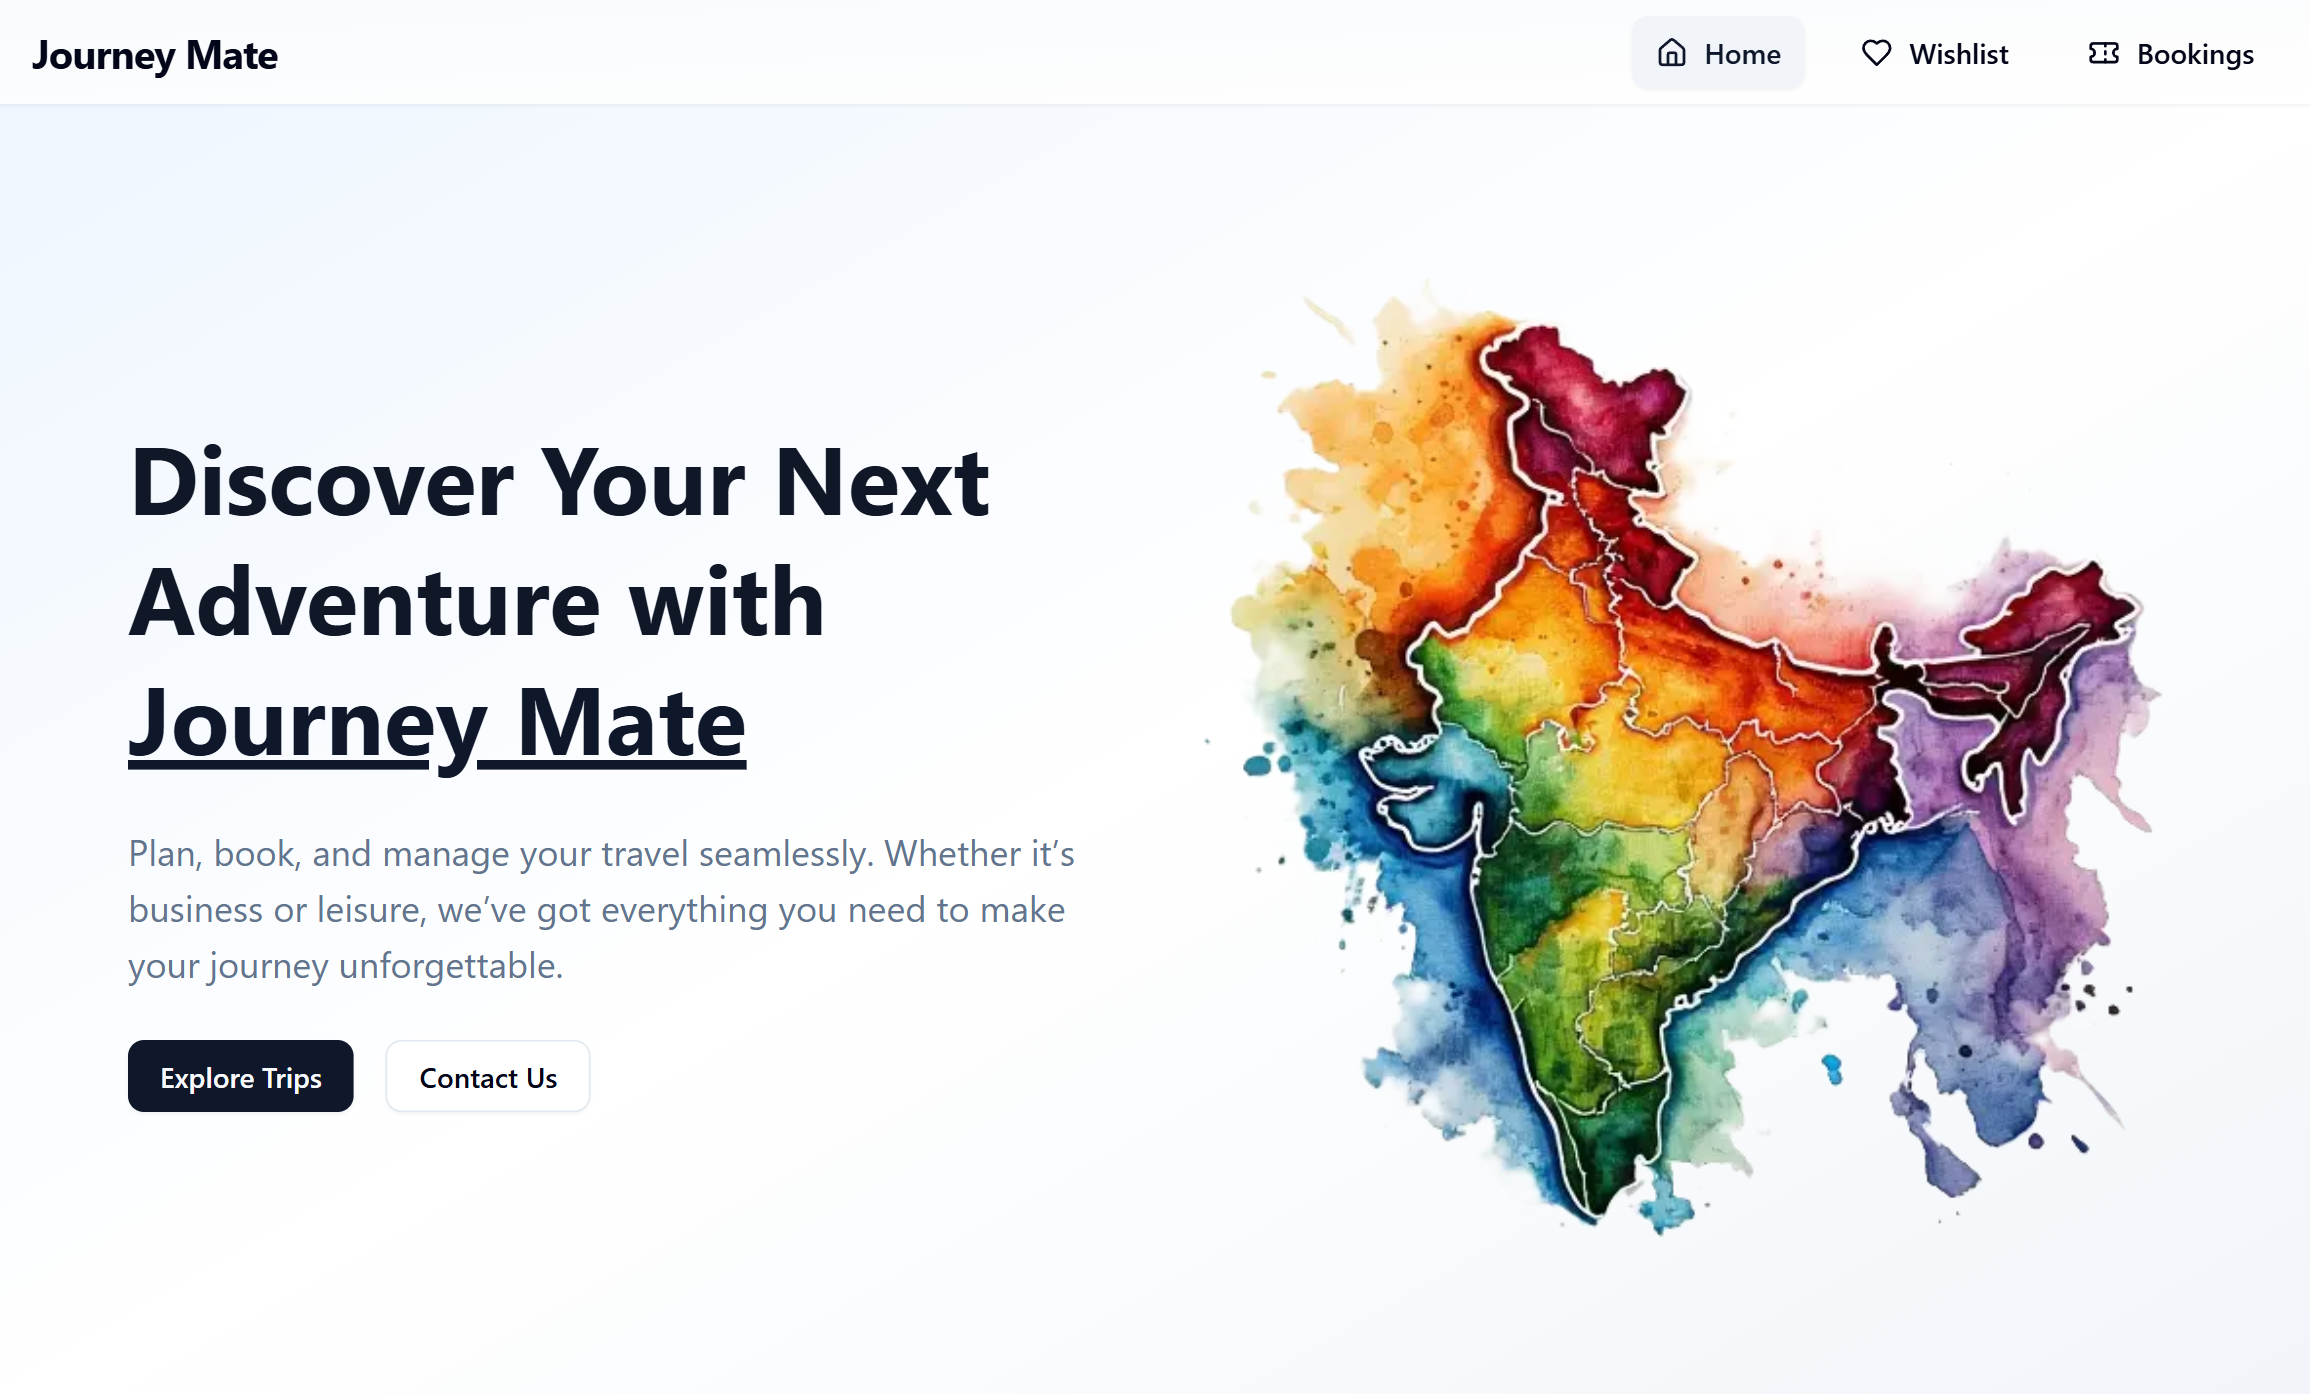 Journey Mate
Home
Wishlist
Bookings
Discover Your Next
Adventure with
Journey Mate
Plan, book, and manage your travel seamlessly. Whether it’s
business or leisure, we’ve got everything you need to make
your journey unforgettable.
Explore Trips
Contact Us